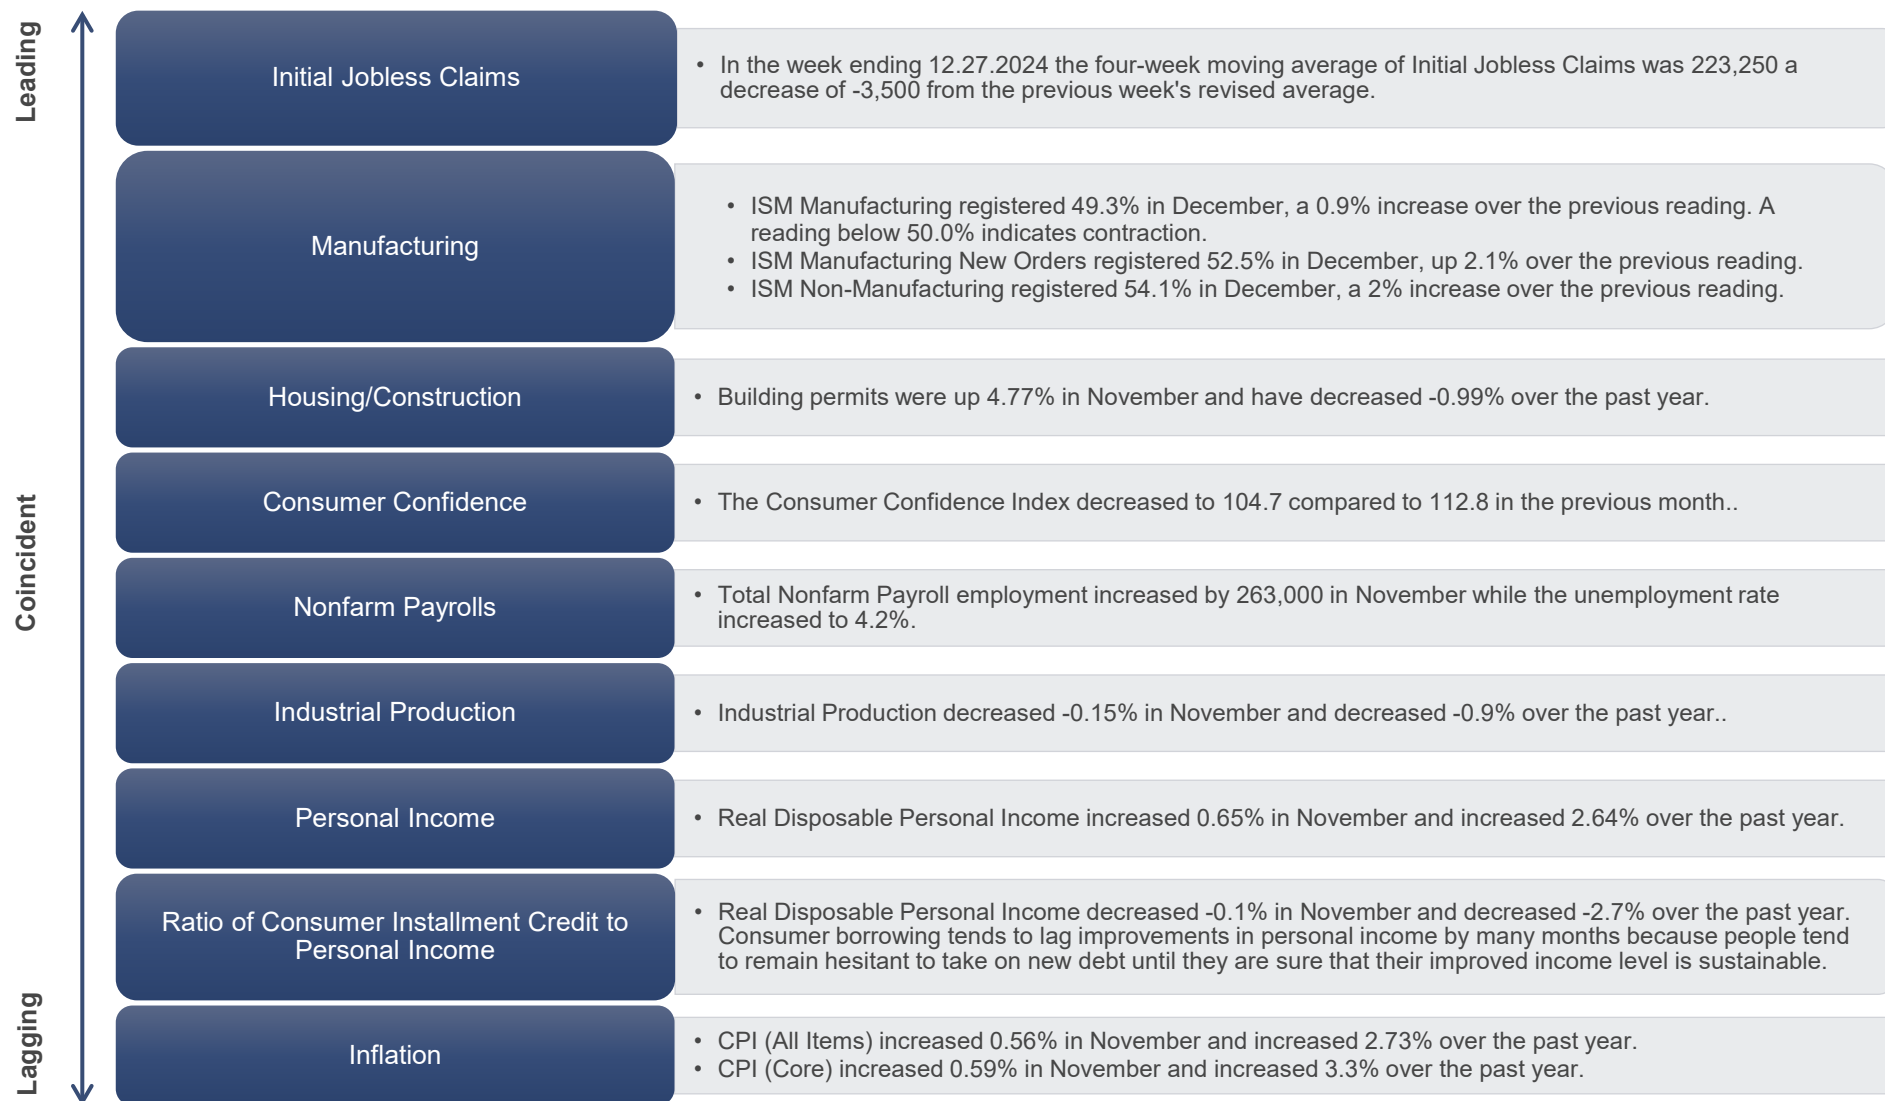 Leading
Initial Jobless Claims
• In the week ending 12.27.2024 the four-week moving average of Initial Jobless Claims was 223,250 a
decrease of -3,500 from the previous week's revised average.
Manufacturing
• ISM Manufacturing registered 49.3% in December, a 0.9% increase over the previous reading. A
reading below 50.0% indicates contraction.
• ISM Manufacturing New Orders registered 52.5% in December, up 2.1% over the previous reading.
• ISM Non-Manufacturing registered 54.1% in December, a 2% increase over the previous reading.
Housing/Construction
• Building permits were up 4.77% in November and have decreased -0.99% over the past year.
Coincident
Consumer Confidence
• The Consumer Confidence Index decreased to 104.7 compared to 112.8 in the previous month..
Nonfarm Payrolls
• Total Nonfarm Payroll employment increased by 263,000 in November while the unemployment rate
increased to 4.2%.
Industrial Production
• Industrial Production decreased -0.15% in November and decreased -0.9% over the past year..
Personal Income
• Real Disposable Personal Income increased 0.65% in November and increased 2.64% over the past year.
Ratio of Consumer Installment Credit to
Personal Income
• Real Disposable Personal Income decreased -0.1% in November and decreased -2.7% over the past year.
Consumer borrowing tends to lag improvements in personal income by many months because people tend
to remain hesitant to take on new debt until they are sure that their improved income level is sustainable.
Lagging
Inflation
• CPI (All Items) increased 0.56% in November and increased 2.73% over the past year.
• CPI (Core) increased 0.59% in November and increased 3.3% over the past year.